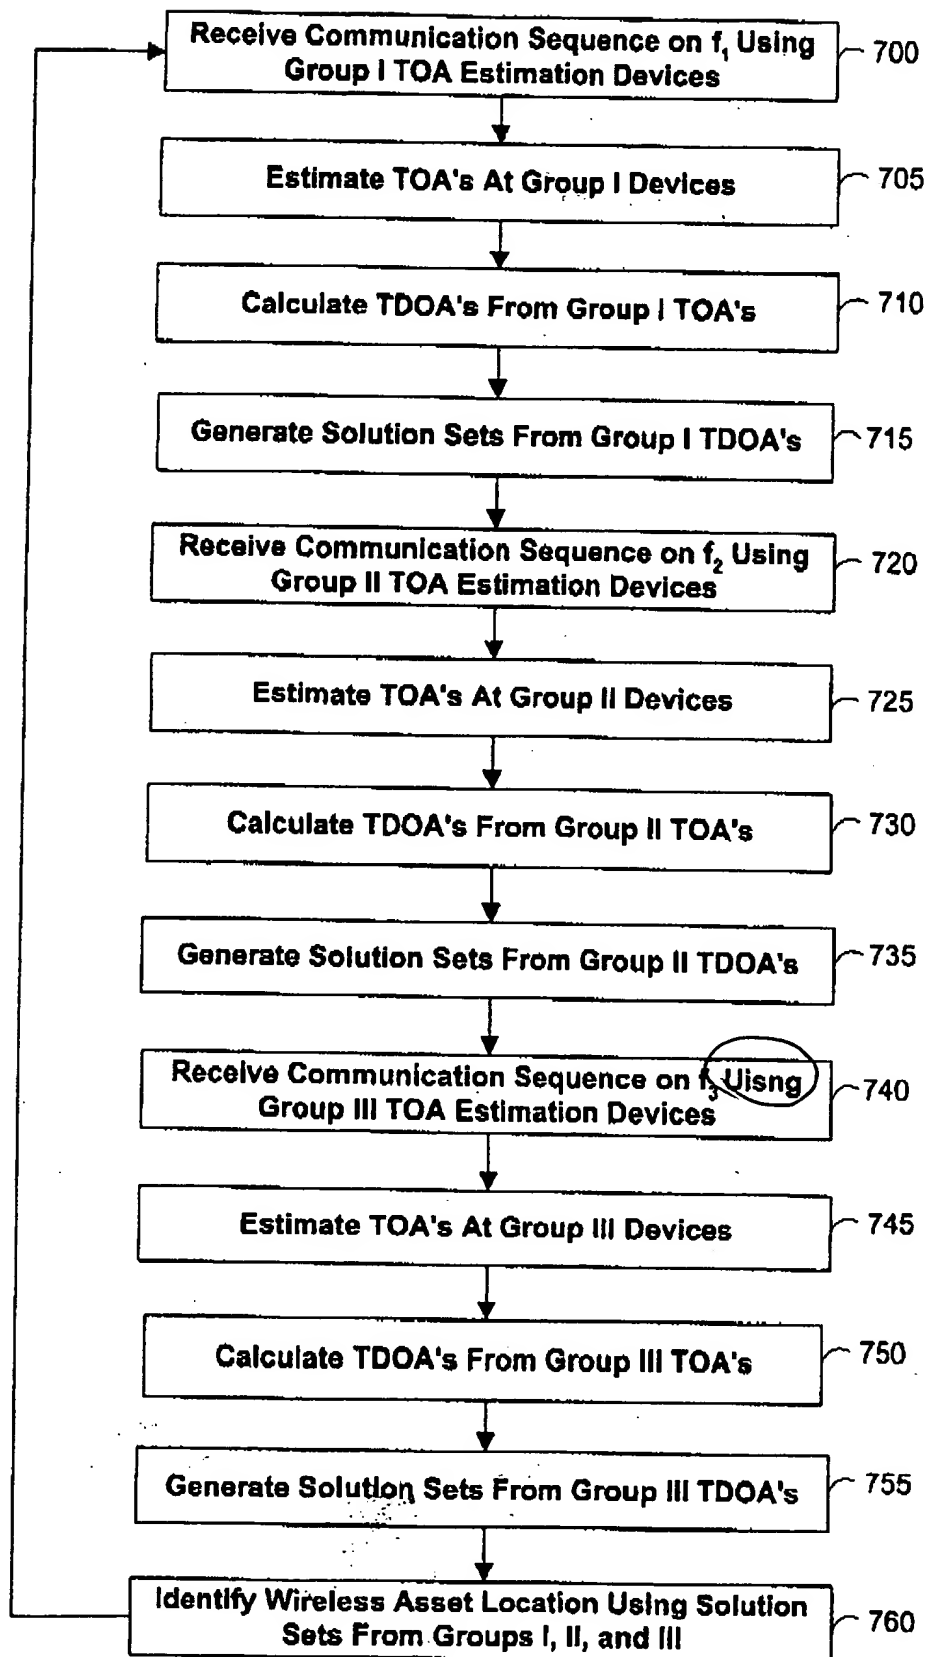 Receive Communication Sequence on f₁ Using
Group I TOA Estimation Devices
700
Estimate TOA's At Group I Devices
705
Calculate TDOA's From Group I TOA's
710
Generate Solution Sets From Group I TDOA's
715
Receive Communication Sequence on f₂ Using
Group II TOA Estimation Devices
720
Estimate TOA's At Group II Devices
725
Calculate TDOA's From Group II TOA's
730
Generate Solution Sets From Group II TDOA's
735
Receive Communication Sequence on f₃ Uisng
Group III TOA Estimation Devices
740
Estimate TOA's At Group III Devices
745
Calculate TDOA's From Group III TOA's
750
Generate Solution Sets From Group III TDOA's
755
Identify Wireless Asset Location Using Solution
Sets From Groups I, II, and III
760